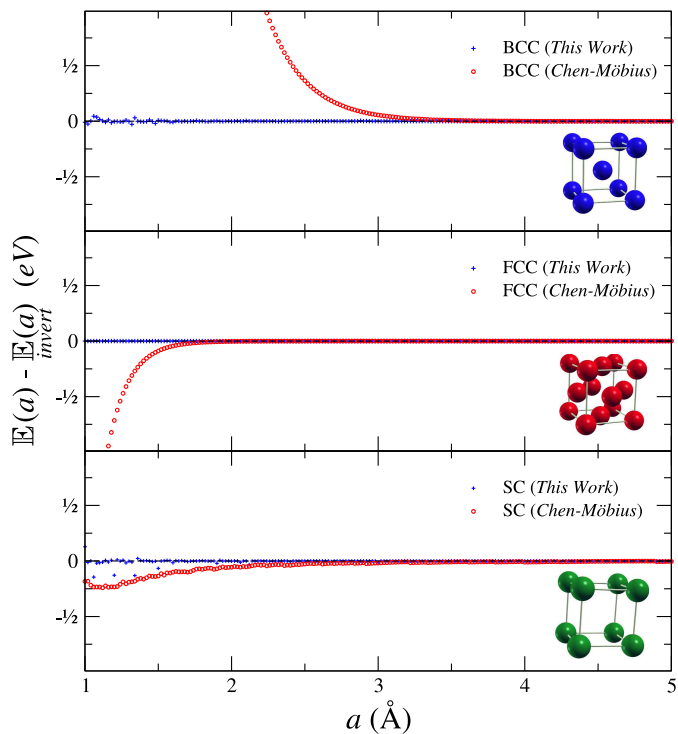 BCC (This Work)
BCC (Chen-Möbius)
½
0
-½
FCC (This Work)
FCC (Chen-Möbius)
½
0
-½
SC (This Work)
SC (Chen-Möbius)
½
0
-½
𝔼(a) - 𝔼(a) (eV)
invert
1 2 3 4 5
a (Å)